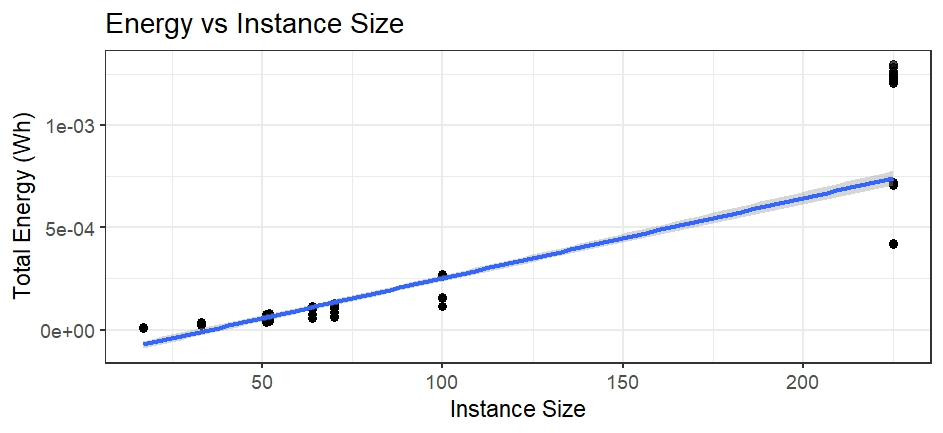 Energy vs Instance Size
Total Energy (Wh)
1e-03
5e-04
0e+00
50 100 150 200
Instance Size